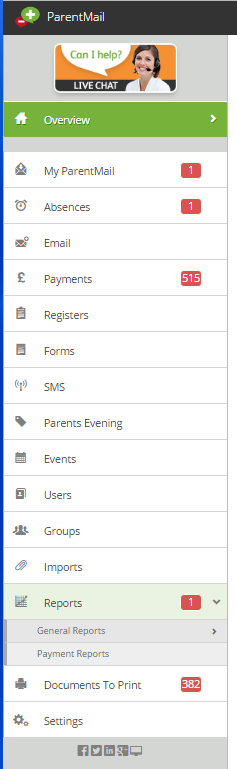 ParentMail
Can I help?
LIVE CHAT
Overview
My ParentMail 1
Absences 1
Email
Payments 515
Registers
Forms
SMS
Parents Evening
Events
Users
Groups
Imports
Reports 1
General Reports
Payment Reports
Documents To Print 382
Settings